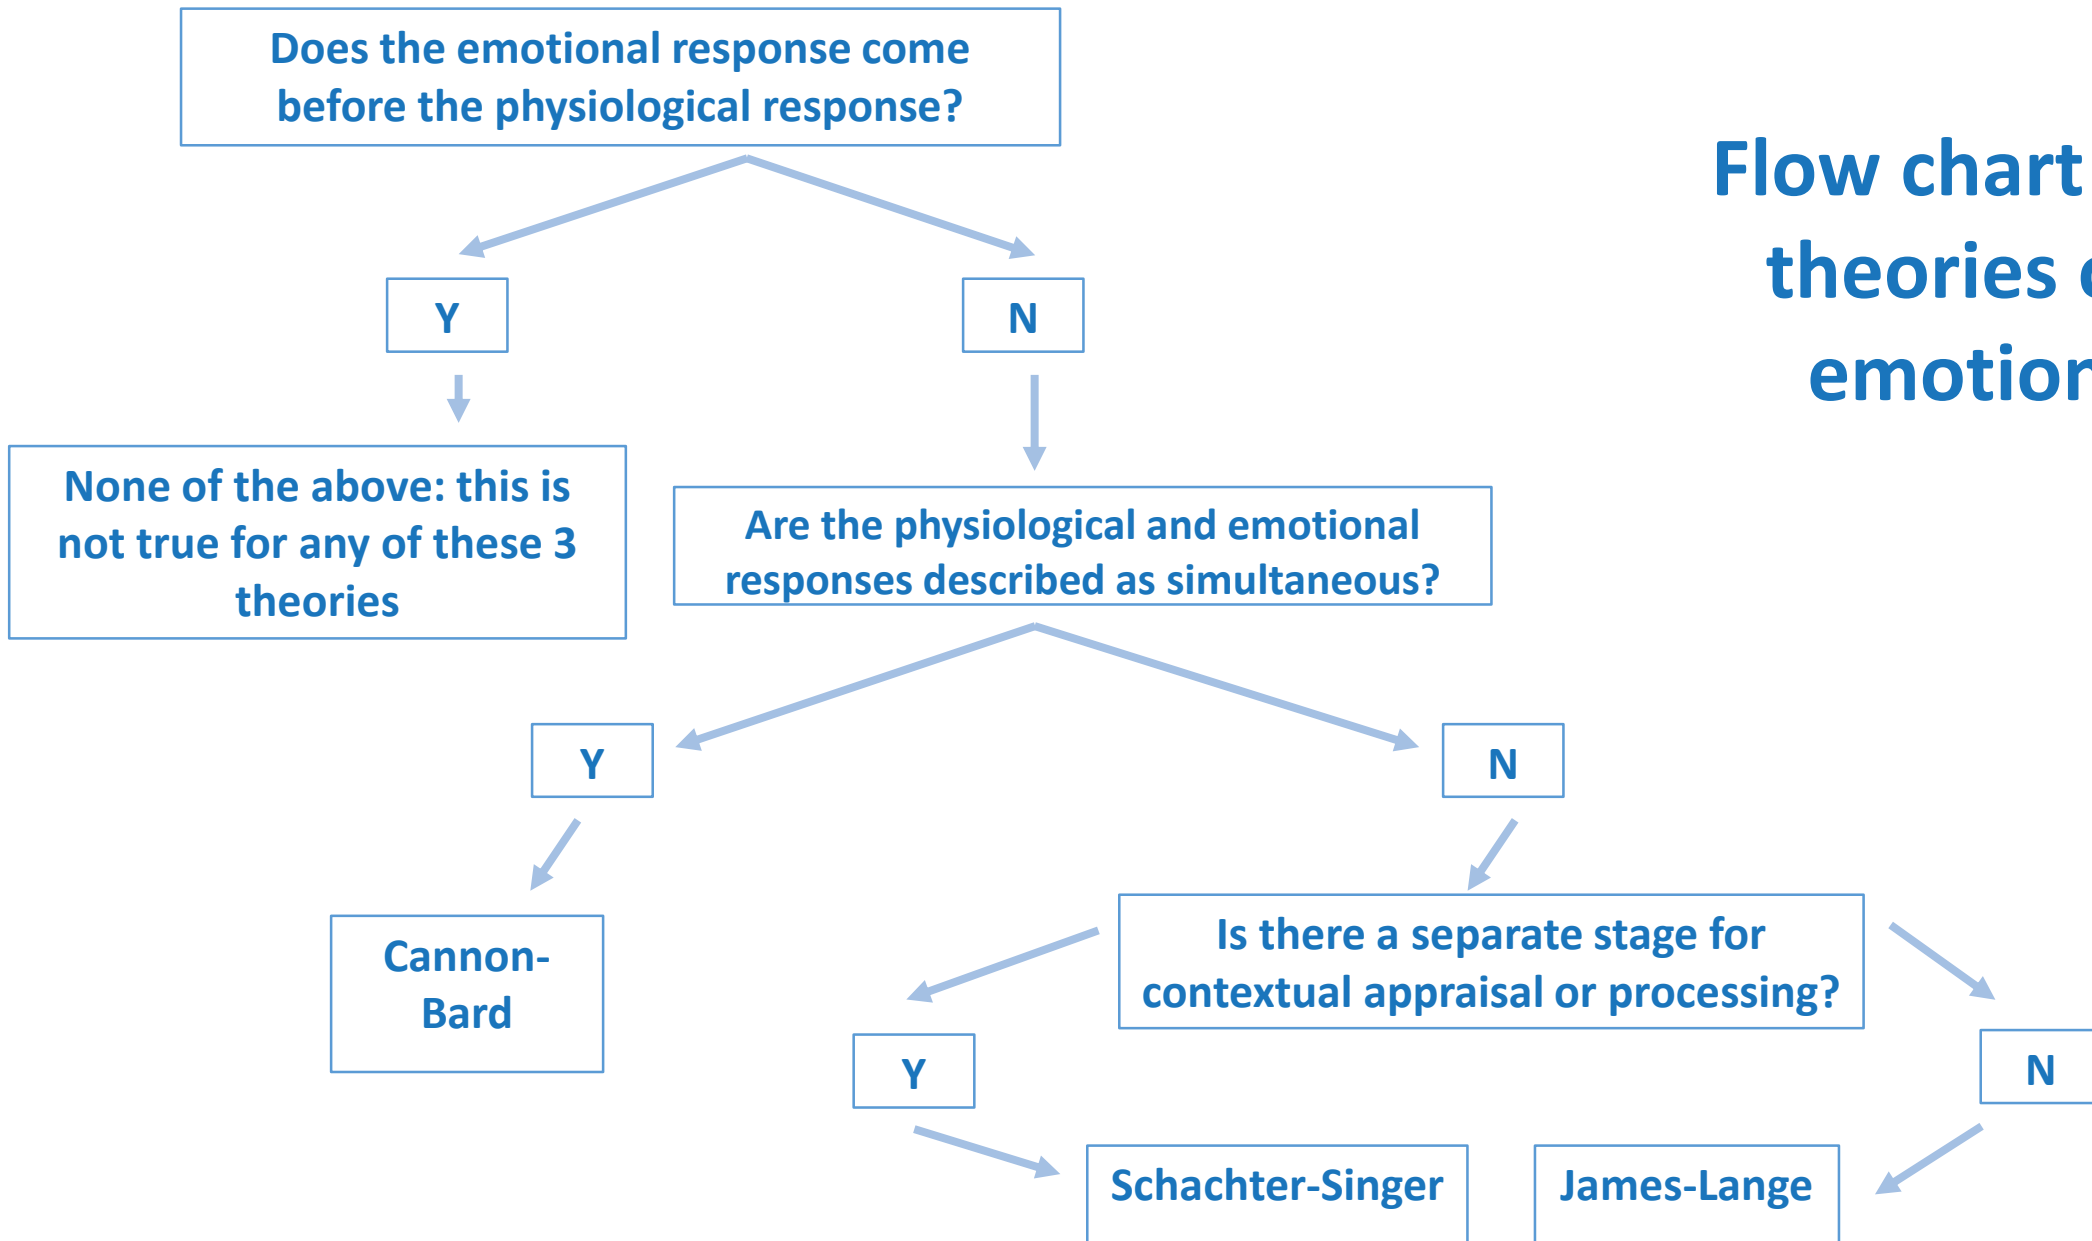 Does the emotional response come
before the physiological response?
Flow chart
theories
emotion
Y
N
None of the above: this is
not true for any of these 3
theories
Are the physiological and emotional
responses described as simultaneous?
Y
N
Cannon-
Bard
Is there a separate stage for
contextual appraisal or processing?
Y
N
Schachter-Singer
James-Lange